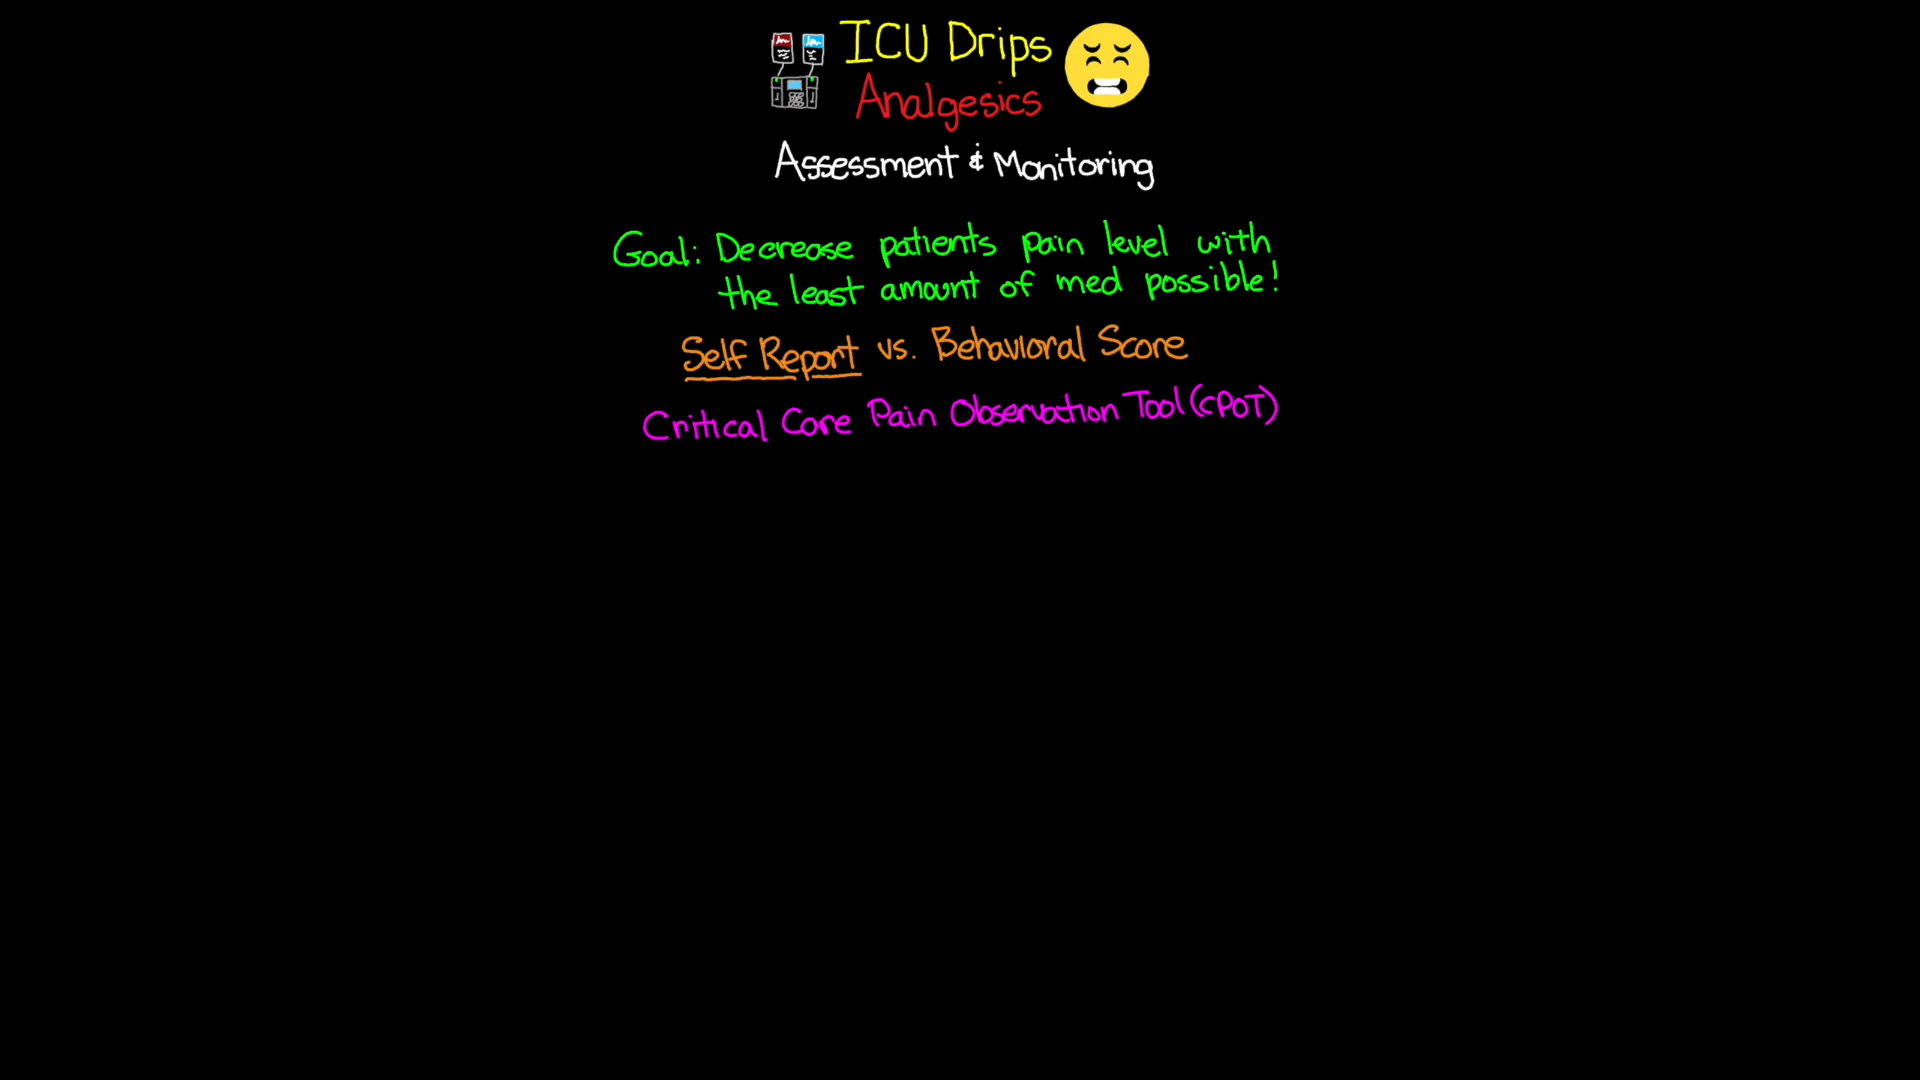 ICU Drips
Analgesics
Assessment & Monitoring
Goal: Decrease patients pain level with
the least amount of med possible!
Self Report vs. Behavioral Score
Critical Care Pain Observation Tool (CPOT)